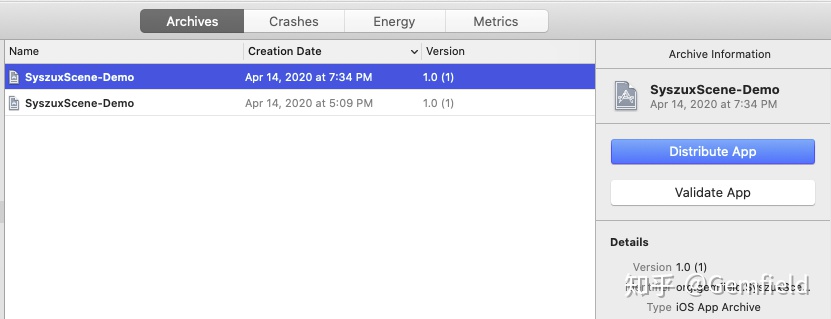 Archives Crashes Energy Metrics
Name Creation Date Version
SyszuxScene-Demo Apr 14, 2020 at 7:34 PM 1.0 (1)
SyszuxScene-Demo Apr 14, 2020 at 5:09 PM 1.0 (1)
Archive Information
SyszuxScene-Demo
Apr 14, 2020 at 7:34 PM
Distribute App
Validate App
Details
Version 1.0 (1)
org.gemfield.SyszuxSce...
知乎 @Gemfield
Type iOS App Archive